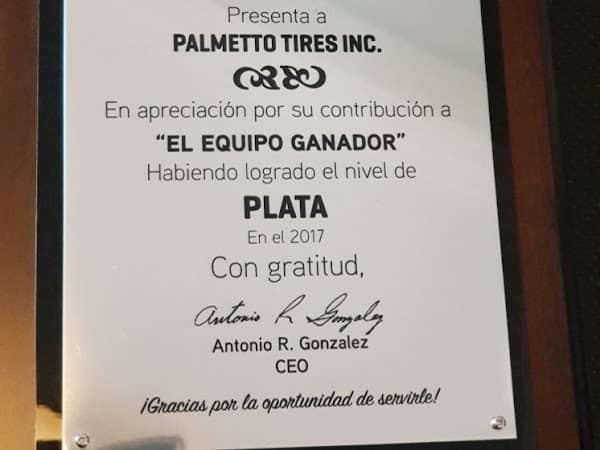 Presenta a
PALMETTO TIRES INC.
En apreciación por su contribución a
"EL EQUIPO GANADOR"
Habiendo logrado el nivel de
PLATA
En el 2017
Con gratitud,
Antonio R. Gonzalez
Antonio R. Gonzalez
CEO
¡Gracias por la oportunidad de servirle!